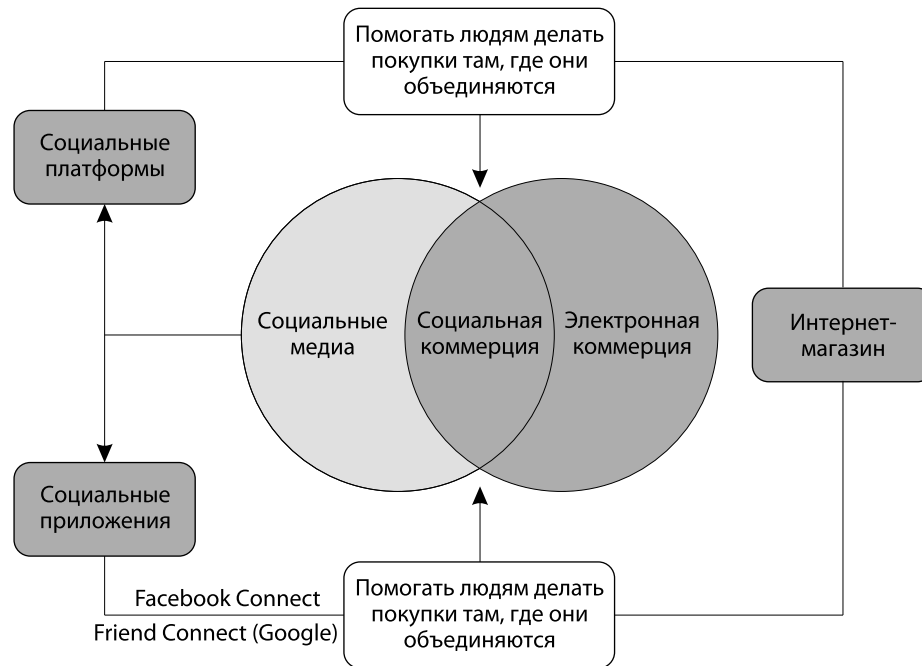 Помогать людям делать
покупки там, где они
объединяются
Социальные
платформы
Социальные
медиа
Социальная
коммерция
Электронная
коммерция
Интернет-
магазин
Социальные
приложения
Facebook Connect
Friend Connect (Google)
Помогать людям делать
покупки там, где они
объединяются